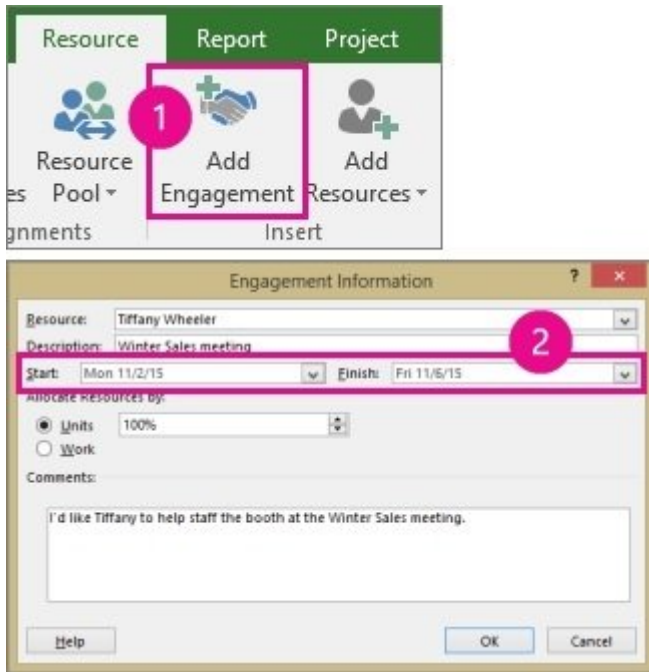 Resource Report Project
1
Resource Add Add
es Pool Engagement Resources
gnments Insert
Engagement Information ? ×
Resource: Tiffany Wheeler
2
Description: Winter Sales meeting
Start: Mon 11/2/15 Finish: Fri 11/6/15
Allocate Resources by:
Units 100%
Work
Comments:
I'd like Tiffany to help staff the booth at the Winter Sales meeting.
Help OK Cancel